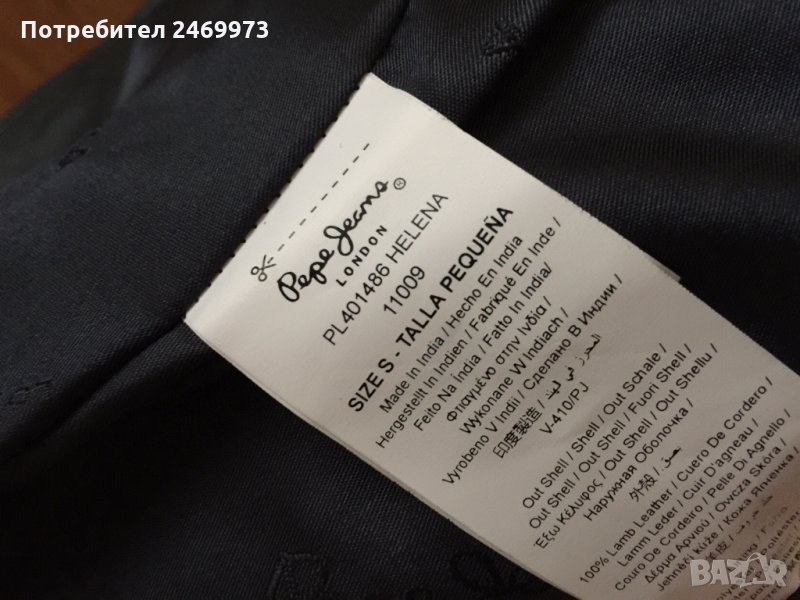 Потребител 2469973
Pepe Jeans®
LONDON
PL401486 HELENA
11009
SIZE S - TALLA PEQUEÑA
Made In India / Hecho En India
Hergestellt In Indien / Fabriqué En Inde /
Feito Na Índia / Fatto In India/
Φτιαγμένο στην Ινδία /
Wykonane W Indiach/
Vyrobeno V Indii / Сделано В Индии /
印度製造 /
V-410/PJ
Out Shell / Shell / Out Schale /
Out Shell / Out Shell / Fuori Shell /
Έξω Κέλυφος / Out Shell / Out Shellu /
Наружная Оболочка /
外殼 /
100% Lamb Leather / Cuero De Cordero /
Lamm Leder / Cuir D'agneau /
Couro De Cordeiro / Pelle Di Agnello /
Δέρμα Αρνιού / Owcza Skóra /
Jehněčí kůže / Кожа Ягненка /
BAZAR